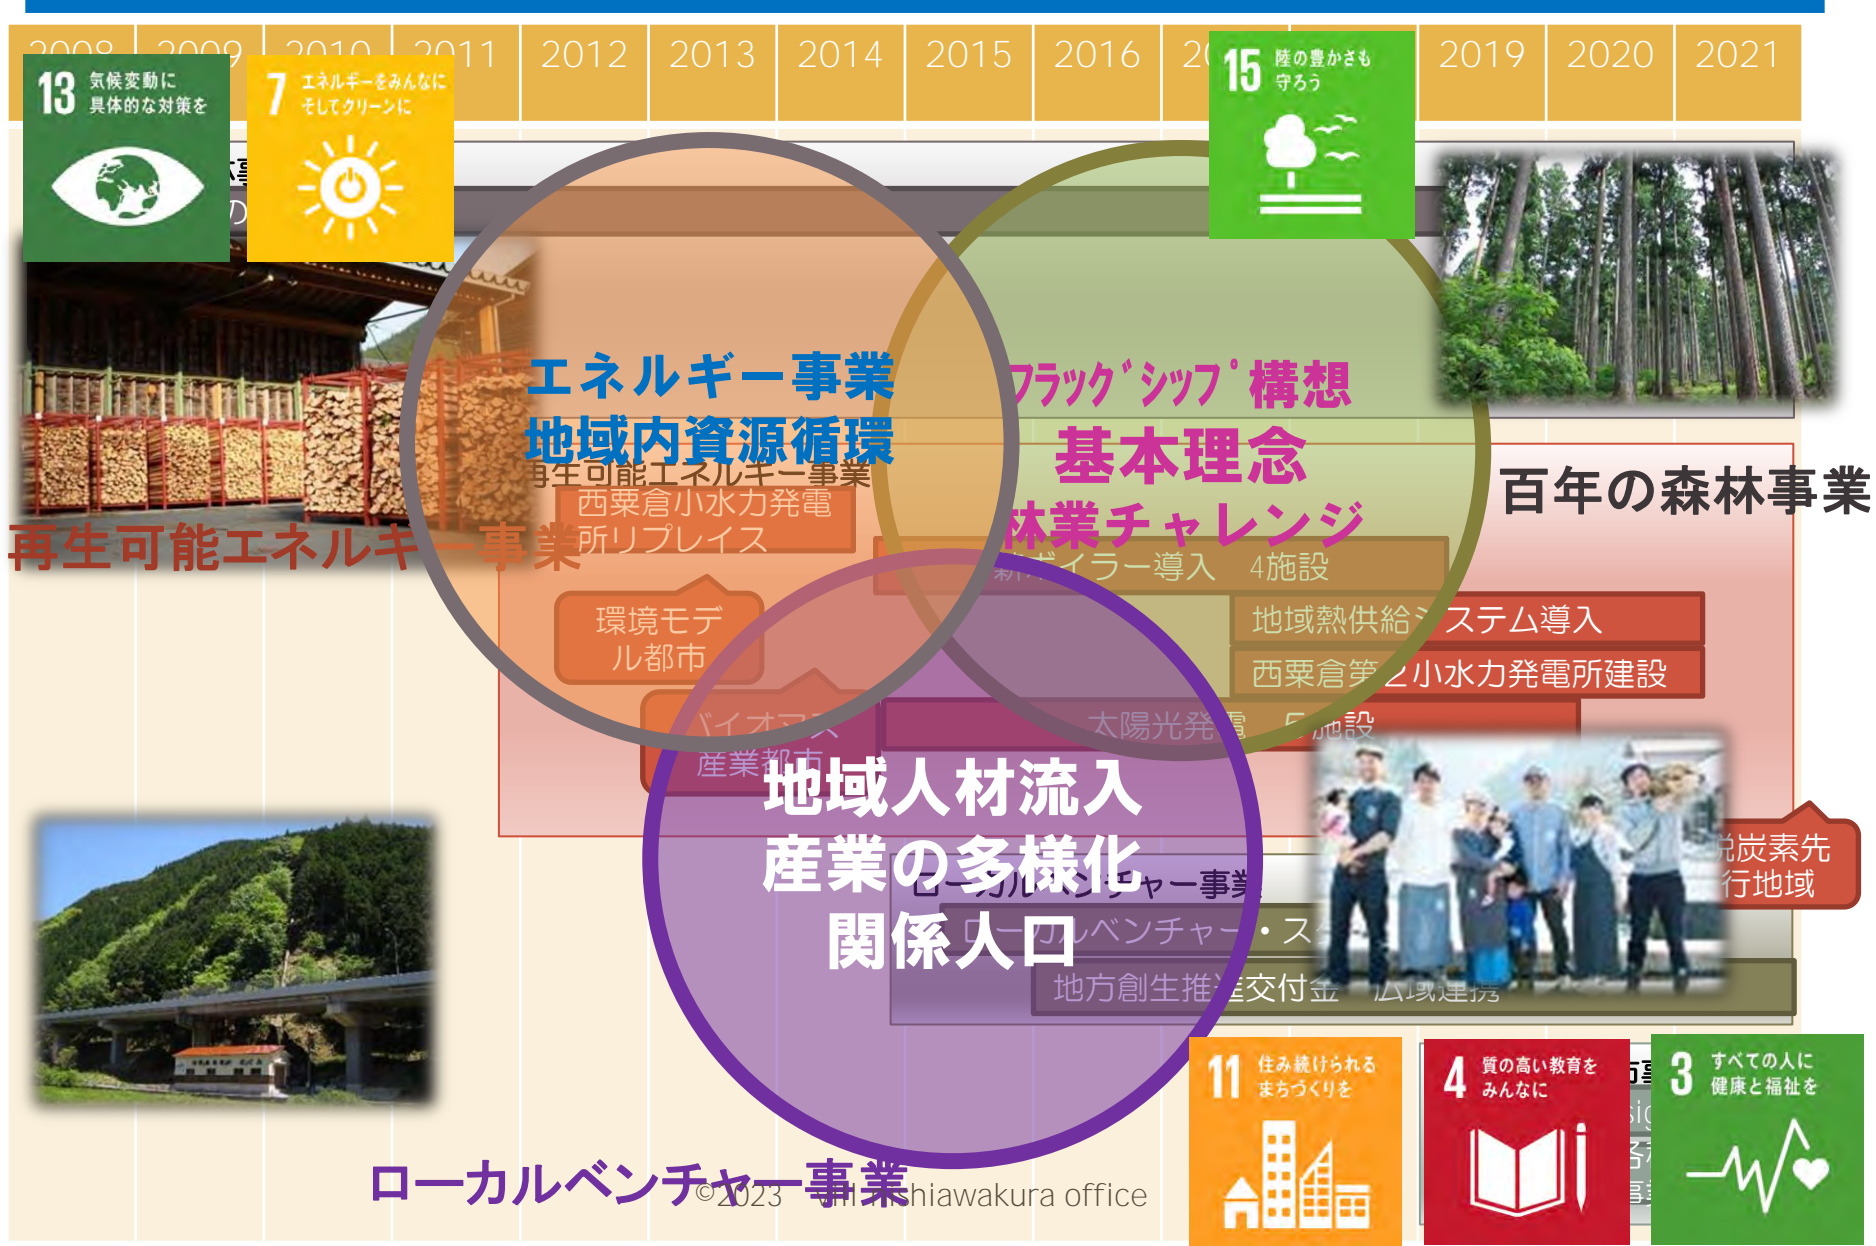 2008 2009 2010 2011 2012 2013 2014 2015 2016 2019 2020 2021
13 気候変動に
具体的な対策を
7 エネルギーをみんなに
そしてクリーンに
15 陸の豊かさも
守ろう
エネルギー事業
地域内資源循環
フラッグシップ構想
基本理念
林業チャレンジ
百年の森林事業
再生可能エネルギー事業
西粟倉小水力発電
所リプレイス
再生可能エネルギー事業
新ボイラー導入 4施設
環境モデ
ル都市
地域熱供給システム導入
西粟倉第2小水力発電所建設
バイオマス
産業都市
太陽光発電 5施設
地域人材流入
産業の多様化
関係人口
脱炭素先
行地域
ローカルベンチャー事業
ローカルベンチャー・ス
地方創生推進交付金 広域連携
11 住み続けられる
まちづくりを
4 質の高い教育を
みんなに
3 すべての人に
健康と福祉を
ローカルベンチャー事業
©2023 Vill Nishiawakura office